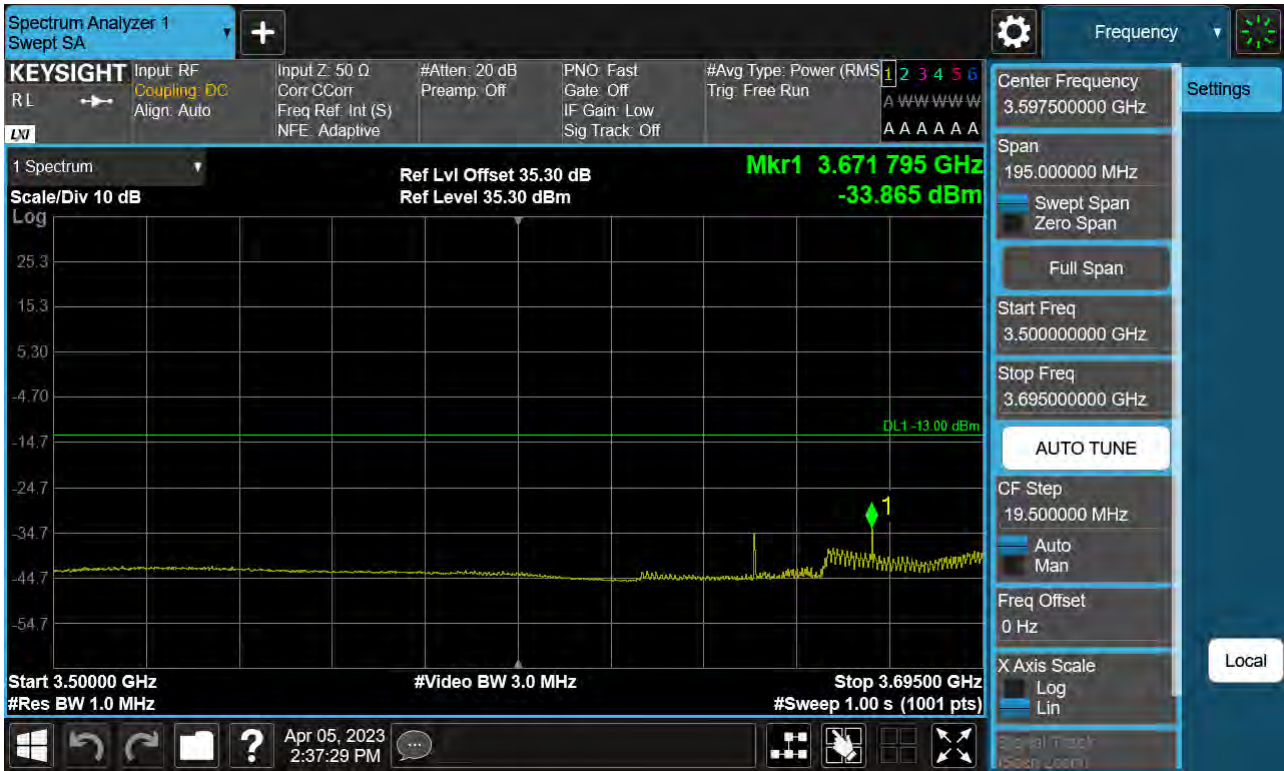 Spectrum Analyzer 1
Swept SA
+
Frequency
KEYSIGHT
RL
LXI
Input: RF
Coupling: DC
Align: Auto
Input Z: 50 Ω
Corr CCorr
Freq Ref: Int (S)
NFE: Adaptive
#Atten: 20 dB
Preamp: Off
PNO: Fast
Gate: Off
IF Gain: Low
Sig Track: Off
#Avg Type: Power (RMS
Trig: Free Run
1 2 3 4 5 6
A W W W W W
A A A A A A
1 Spectrum
Scale/Div 10 dB
Log
Ref Lvl Offset 35.30 dB
Ref Level 35.30 dBm
Mkr1 3.671 795 GHz
-33.865 dBm
25.3
15.3
5.30
-4.70
DL1 -13.00 dBm
-14.7
-24.7
1
-34.7
-44.7
-54.7
Start 3.50000 GHz
#Video BW 3.0 MHz
Stop 3.69500 GHz
#Res BW 1.0 MHz
#Sweep 1.00 s (1001 pts)
Center Frequency
3.597500000 GHz
Settings
Span
195.000000 MHz
Swept Span
Zero Span
Full Span
Start Freq
3.500000000 GHz
Stop Freq
3.695000000 GHz
AUTO TUNE
CF Step
19.500000 MHz
Auto
Man
Freq Offset
0 Hz
X Axis Scale
Log
Lin
Local
Signal Track
(Span Zoom)
?
Apr 05, 2023
2:37:29 PM